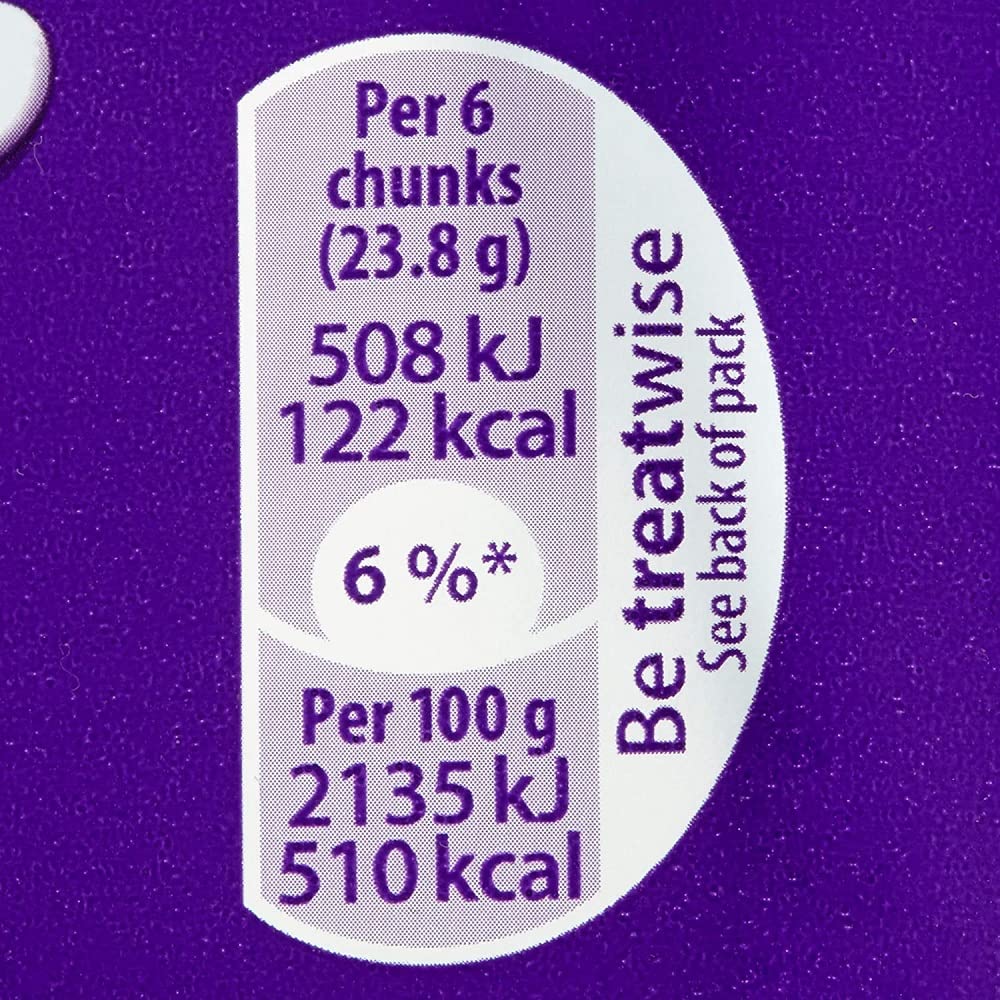 Per 6
chunks
(23.8 g)
508 kJ
122 kcal
6 %*
Per 100 g
2135 kJ
510 kcal
Be treatwise
See back of pack